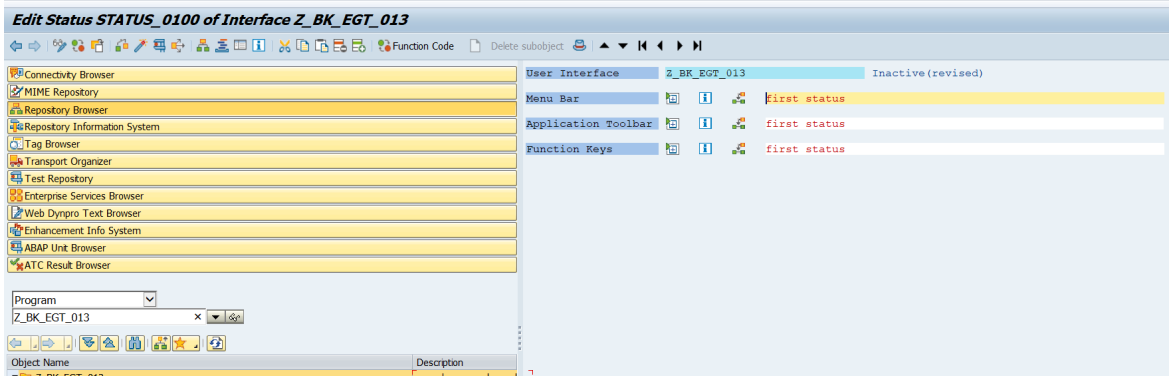 Edit Status STATUS_0100 of Interface Z_BK_EGT_013
Function Code Delete subobject
Connectivity Browser
MIME Repository
Repository Browser
Repository Information System
Tag Browser
Transport Organizer
Test Repository
Enterprise Services Browser
Web Dynpro Text Browser
Enhancement Info System
ABAP Unit Browser
ATC Result Browser
Program
Z_BK_EGT_013
Object Name Description
Z_BK_EGT_013
User Interface Z_BK_EGT_013 Inactive(revised)
Menu Bar first status
Application Toolbar first status
Function Keys first status